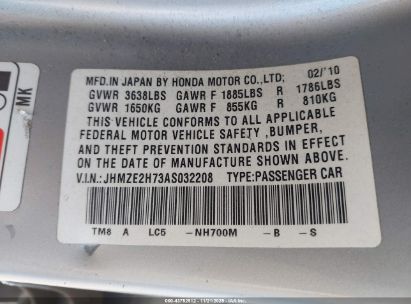 MFD. IN JAPAN BY HONDA MOTOR CO.,LTD; 02/'10
GVWR 3638LBS GAWR F 1885LBS R 1786LBS
GVWR 1650KG GAWR F 855KG R 810KG
THIS VEHICLE CONFORMS TO ALL APPLICABLE
FEDERAL MOTOR VEHICLE SAFETY ,BUMPER,
AND THEFT PREVENTION STANDARDS IN EFFECT
ON THE DATE OF MANUFACTURE SHOWN ABOVE.
V.I.N.: JHMZE2H73AS032208 TYPE:PASSENGER CAR
TM8 A LC5 -NH700M -B -S
MK